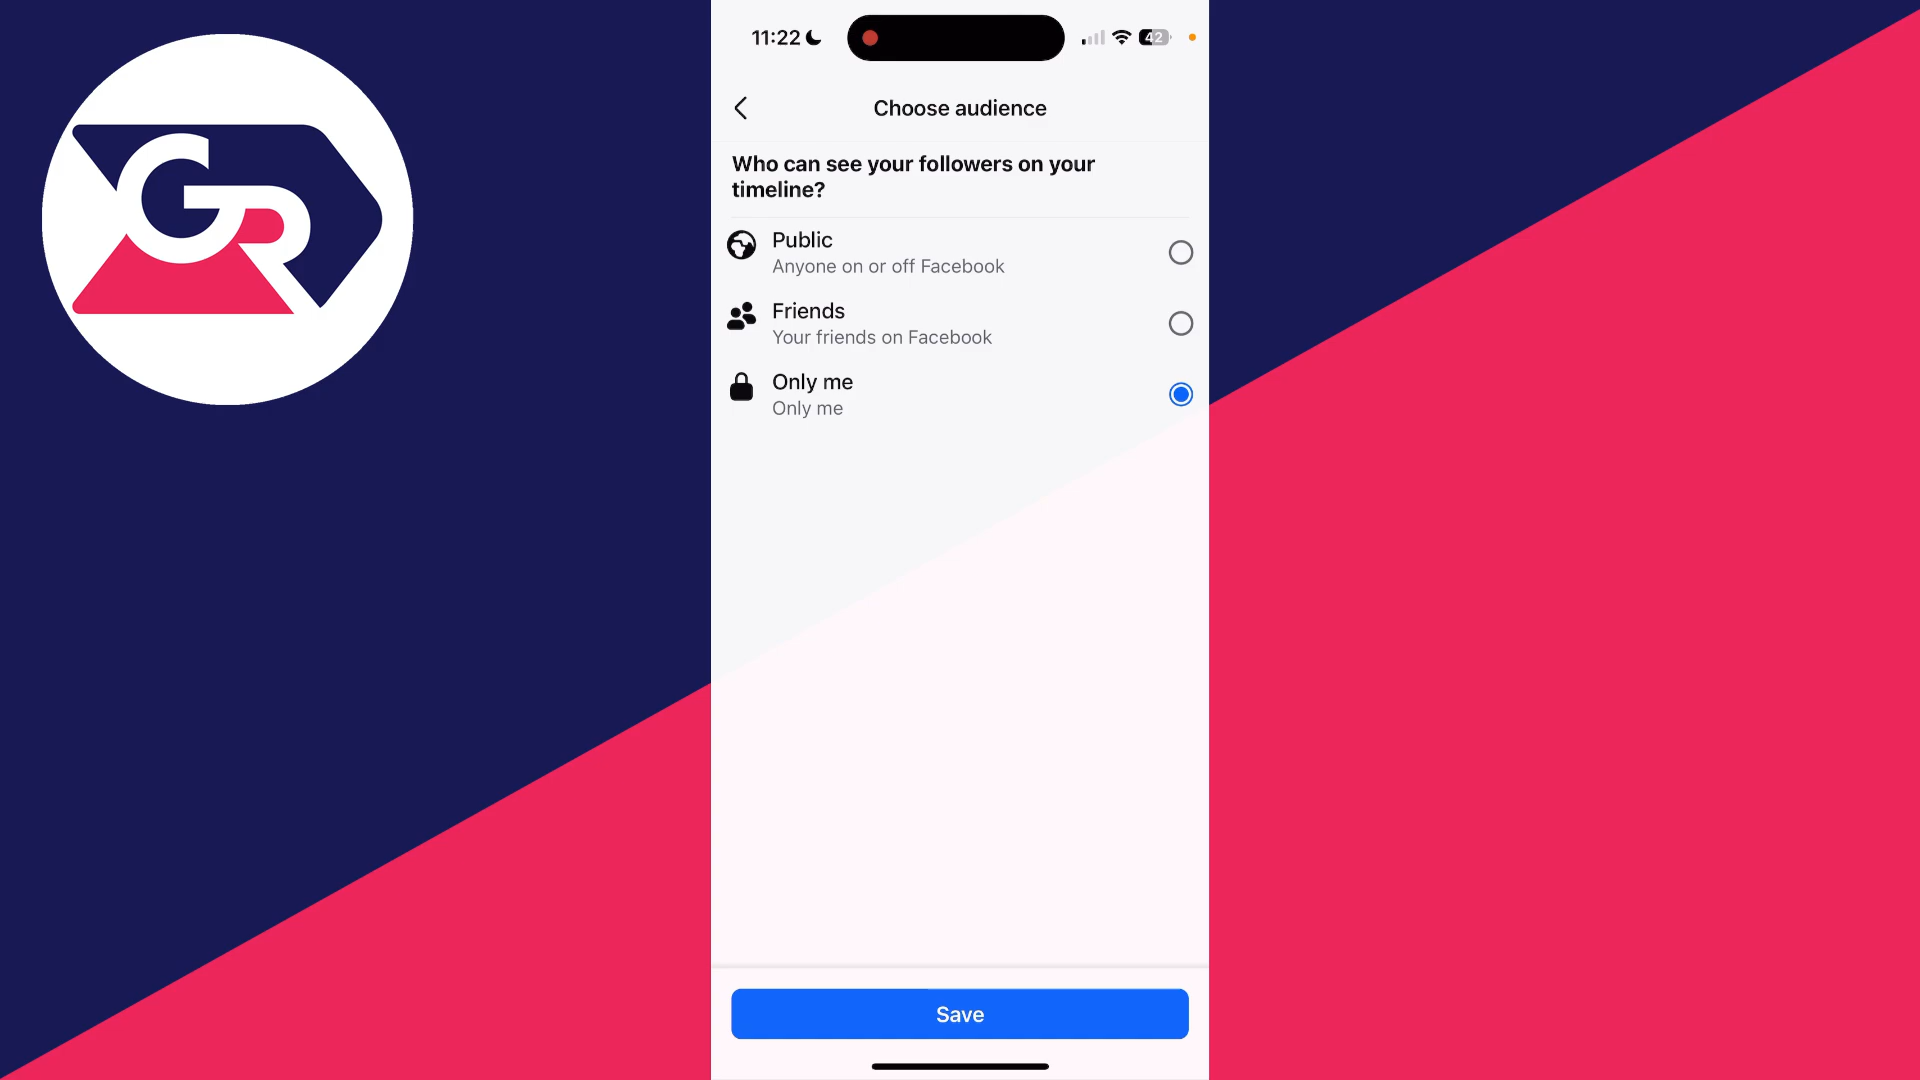 GR
11:22
42
Choose audience
Who can see your followers on your
timeline?
Public
Anyone on or off Facebook
Friends
Your friends on Facebook
Only me
Only me
Save